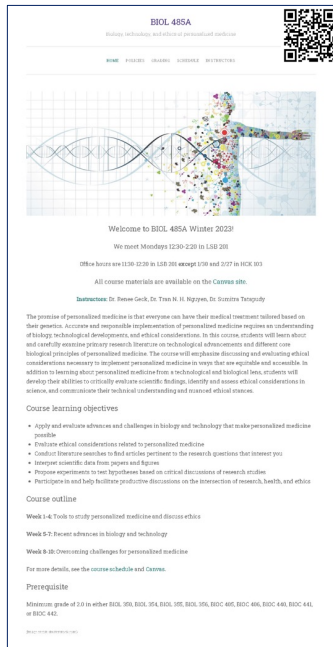 BIOL 485A
Biology, technology, and ethics of personalized medicine
HOME POLICIES GRADING SCHEDULE INSTRUCTORS
Welcome to BIOL 485A Winter 2023!
We meet Mondays 12:30-2:20 in LSB 201
Office hours are 11:30-12:20 in LSB 201 except 1/30 and 2/27 in HCK 103
All course materials are available on the Canvas site.
Instructors: Dr. Renee Geck, Dr. Tran N. H. Nguyen, Dr. Sumitra Tatapudy
The promise of personalized medicine is that everyone can have their medical treatment tailored based on
their genetics. Accurate and responsible implementation of personalized medicine requires an understanding
of biology, technological developments, and ethical considerations. In this course, students will learn about
and carefully examine primary research literature on technological advancements and different core
biological principles of personalized medicine. The course will emphasize discussing and evaluating ethical
considerations necessary to implement personalized medicine in ways that are equitable and accessible. In
addition to learning about personalized medicine from a technological and biological lens, students will
develop their abilities to critically evaluate scientific findings, identify and assess ethical considerations in
science, and communicate their technical understanding and nuanced ethical stances.
Course learning objectives
Apply and evaluate advances and challenges in biology and technology that make personalized medicine
possible
Evaluate ethical considerations related to personalized medicine
Conduct literature searches to find articles pertinent to the research questions that interest you
Interpret scientific data from papers and figures
Propose experiments to test hypotheses based on critical discussions of research studies
Participate in and help facilitate productive discussions on the intersection of research, health, and ethics
Course outline
Week 1-4: Tools to study personalized medicine and discuss ethics
Week 5-7: Recent advances in biology and technology
Week 8-10: Overcoming challenges for personalized medicine
For more details, see the course schedule and Canvas.
Prerequisite
Minimum grade of 2.0 in either BIOL 350, BIOL 354, BIOL 355, BIOL 356, BIOC 405, BIOC 406, BIOC 440, BIOC 441,
or BIOC 442.